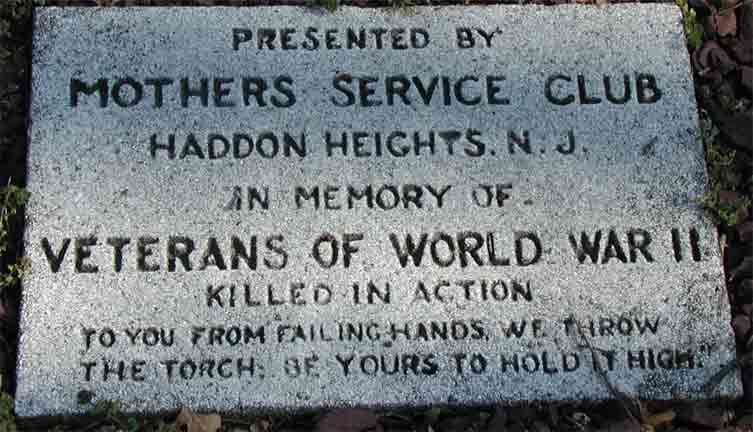 PRESENTED BY
MOTHERS SERVICE CLUB
HADDON HEIGHTS. N. J.
IN MEMORY OF
VETERANS OF WORLD WAR II
KILLED IN ACTION
TO YOU FROM FAILING HANDS, WE THROW
THE TORCH; BE YOURS TO HOLD IT HIGH."